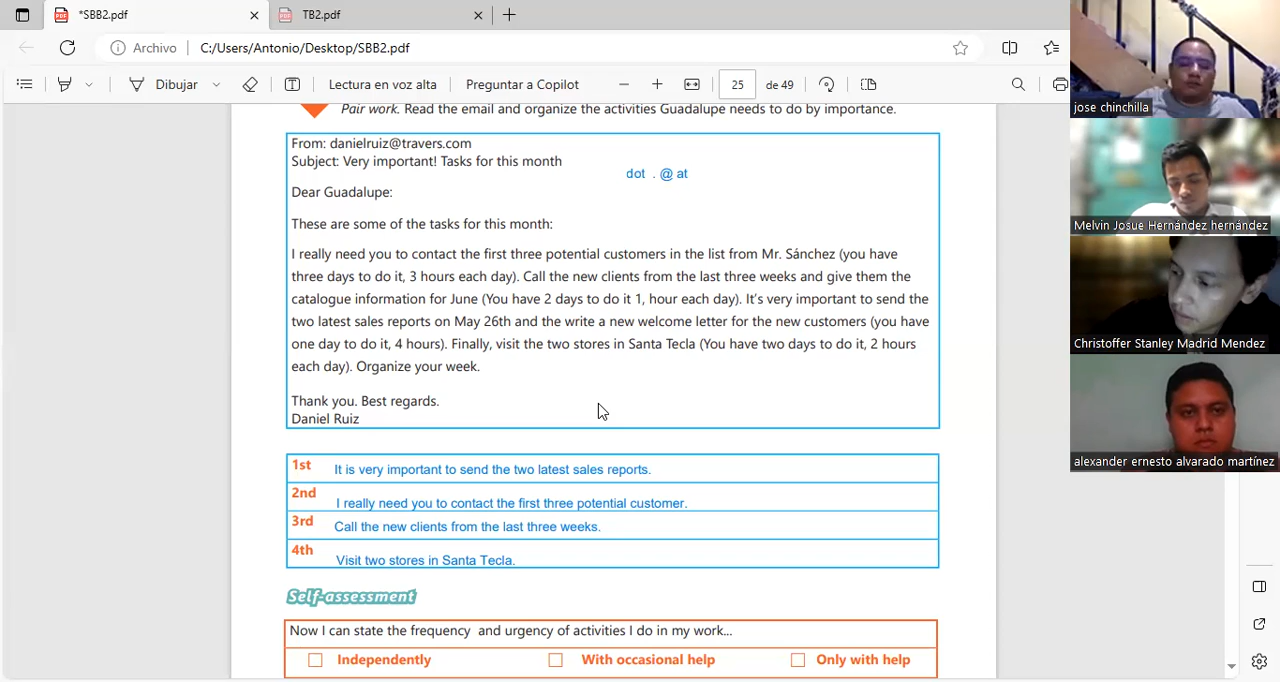 *SBB2.pdf
TB2.pdf
Archivo
C:/Users/Antonio/Desktop/SBB2.pdf
Dibujar
Lectura en voz alta
Preguntar a Copilot
25
de 49
Pair work. Read the email and organize the activities Guadalupe needs to do by importance.
From: danielruiz@travers.com
Subject: Very important! Tasks for this month
dot . @ at
Dear Guadalupe:
These are some of the tasks for this month:
I really need you to contact the first three potential customers in the list from Mr. Sánchez (you have
three days to do it, 3 hours each day). Call the new clients from the last three weeks and give them the
catalogue information for June (You have 2 days to do it 1, hour each day). It's very important to send the
two latest sales reports on May 26th and the write a new welcome letter for the new customers (you have
one day to do it, 4 hours). Finally, visit the two stores in Santa Tecla (You have two days to do it, 2 hours
each day). Organize your week.
Thank you. Best regards.
Daniel Ruiz
1st It is very important to send the two latest sales reports.
2nd I really need you to contact the first three potential customer.
3rd Call the new clients from the last three weeks.
4th Visit two stores in Santa Tecla.
Self-assessment
Now I can state the frequency and urgency of activities I do in my work...
Independently
With occasional help
Only with help
jose chinchilla
Melvin Josue Hernández hernández
Christoffer Stanley Madrid Mendez
alexander ernesto alvarado martínez